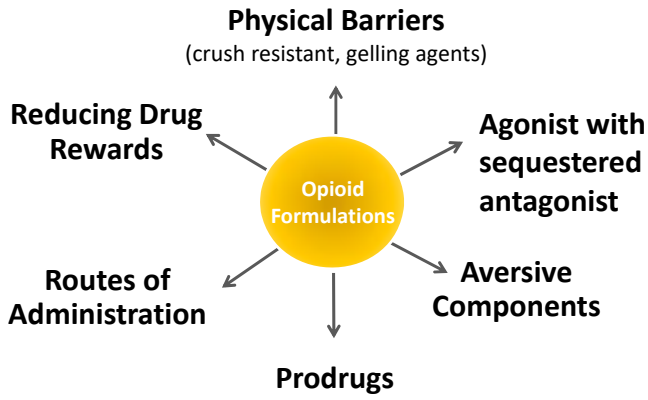 Physical Barriers
(crush resistant, gelling agents)
Reducing Drug
Rewards
Agonist with
sequestered
antagonist
Opioid
Formulations
Routes of
Administration
Aversive
Components
Prodrugs